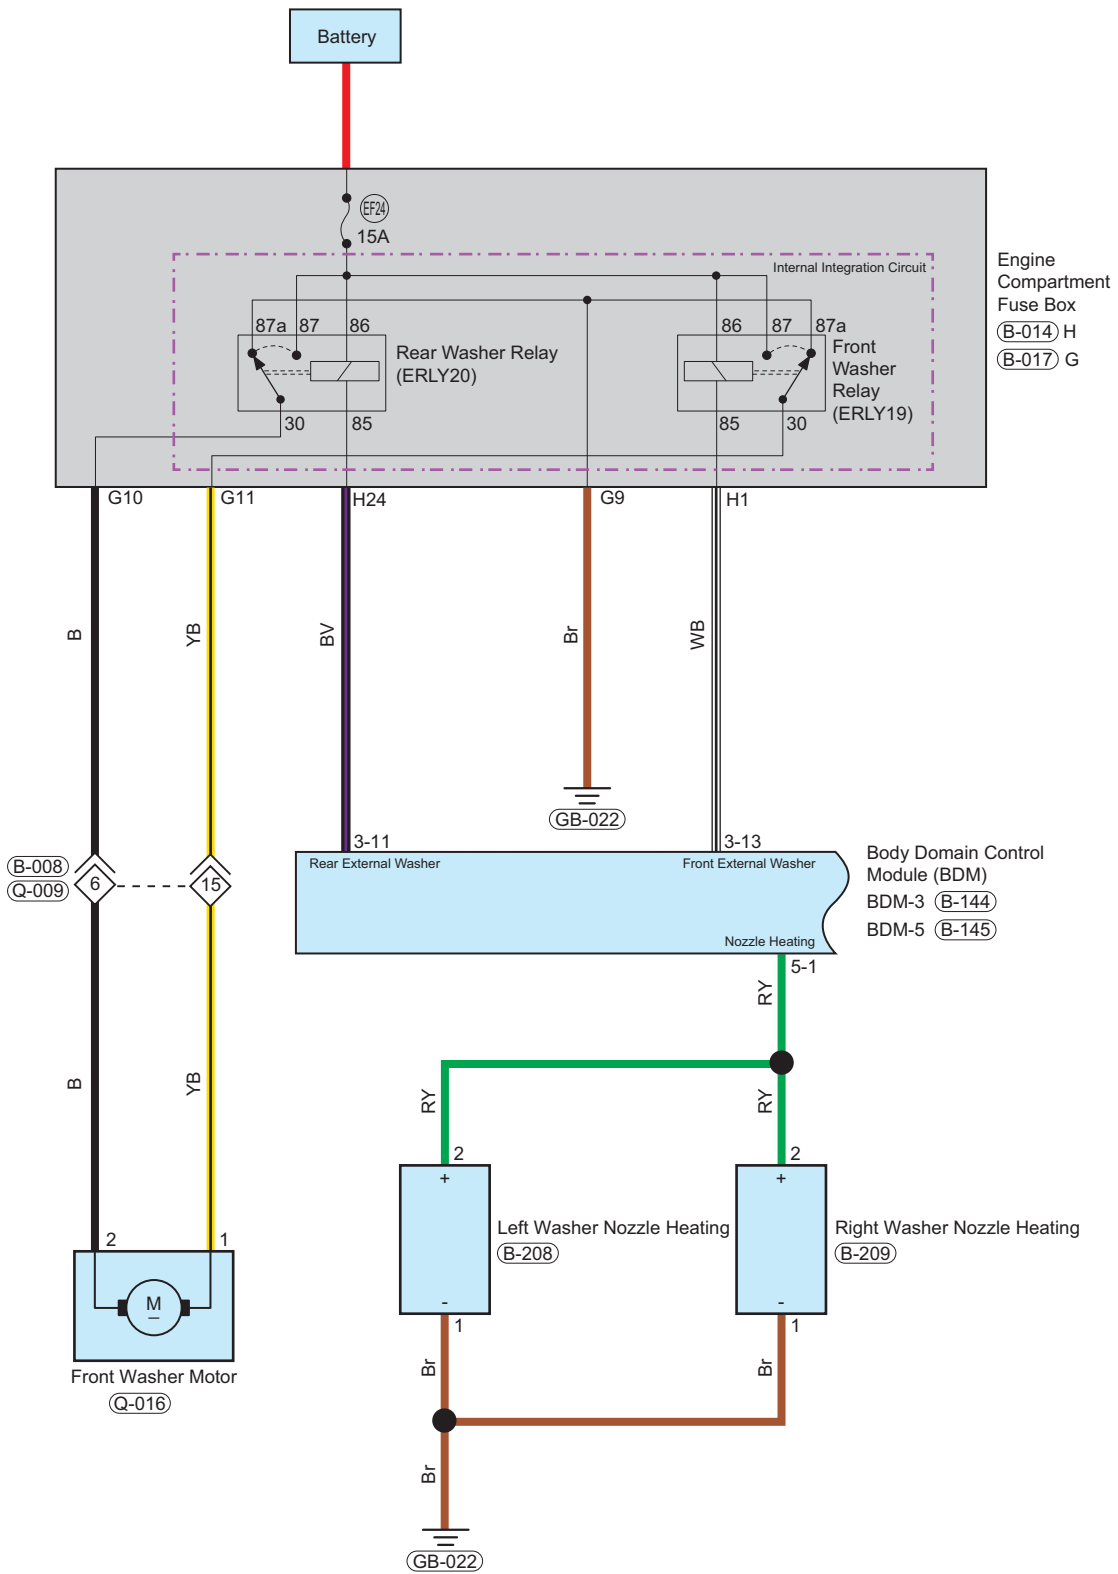 Battery
EF24
15A
Internal Integration Circuit
87a 87 86
86 87 87a
Rear Washer Relay
(ERLY20)
Front
Washer
Relay
(ERLY19)
30 85
85 30
Engine
Compartment
Fuse Box
B-014 H
B-017 G
G10 G11 H24 G9 H1
B YB BV Br WB
GB-022
3-11 3-13
Rear External Washer Front External Washer
Nozzle Heating
Body Domain Control
Module (BDM)
BDM-3 B-144
BDM-5 B-145
B-008
Q-009
6 15
5-1
RY
B YB RY RY
2 2
+ +
Left Washer Nozzle Heating
B-208
Right Washer Nozzle Heating
B-209
- -
1 1
2 1
M
Front Washer Motor
Q-016
Br Br
Br
GB-022